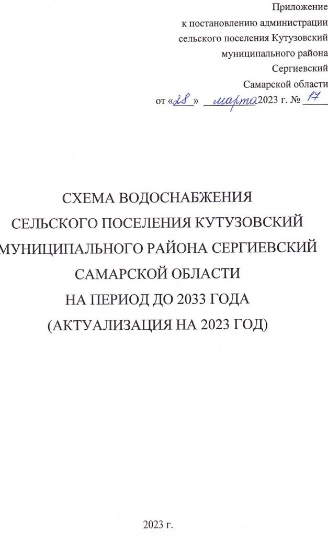 Приложение
к постановлению администрации
сельского поселения Кутузовский
муниципального района
Сергиевский
Самарской области
от «28» марта 2023 г. № 17
СХЕМА ВОДОСНАБЖЕНИЯ
СЕЛЬСКОГО ПОСЕЛЕНИЯ КУТУЗОВСКИЙ
МУНИЦИПАЛЬНОГО РАЙОНА СЕРГИЕВСКИЙ
САМАРСКОЙ ОБЛАСТИ
НА ПЕРИОД ДО 2033 ГОДА
(АКТУАЛИЗАЦИЯ НА 2023 ГОД)
2023 г.